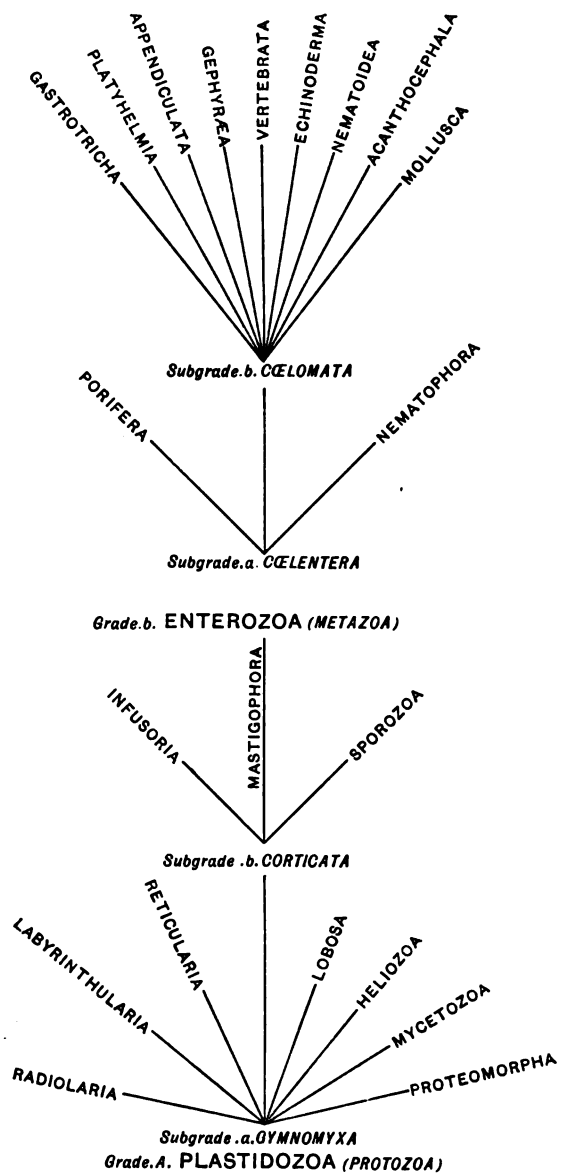 GASTROTRICHA
PLATYHELMIA
APPENDICULATA
GEPHYRÆA
VERTEBRATA
ECHINODERMA
NEMATOIDEA
ACANTHOCEPHALA
MOLLUSCA
Subgrade.b. CŒLOMATA
PORIFERA
NEMATOPHORA
Subgrade.a. CŒLENTERA
Grade.b. ENTEROZOA (METAZOA)
INFUSORIA
MASTIGOPHORA
SPOROZOA
Subgrade.b. CORTICATA
LABYRINTHULARIA
RETICULARIA
LOBOSA
HELIOZOA
MYCETOZOA
RADIOLARIA
PROTEOMORPHA
Subgrade.a. GYMNOMYXA
Grade.A. PLASTIDOZOA (PROTOZOA)